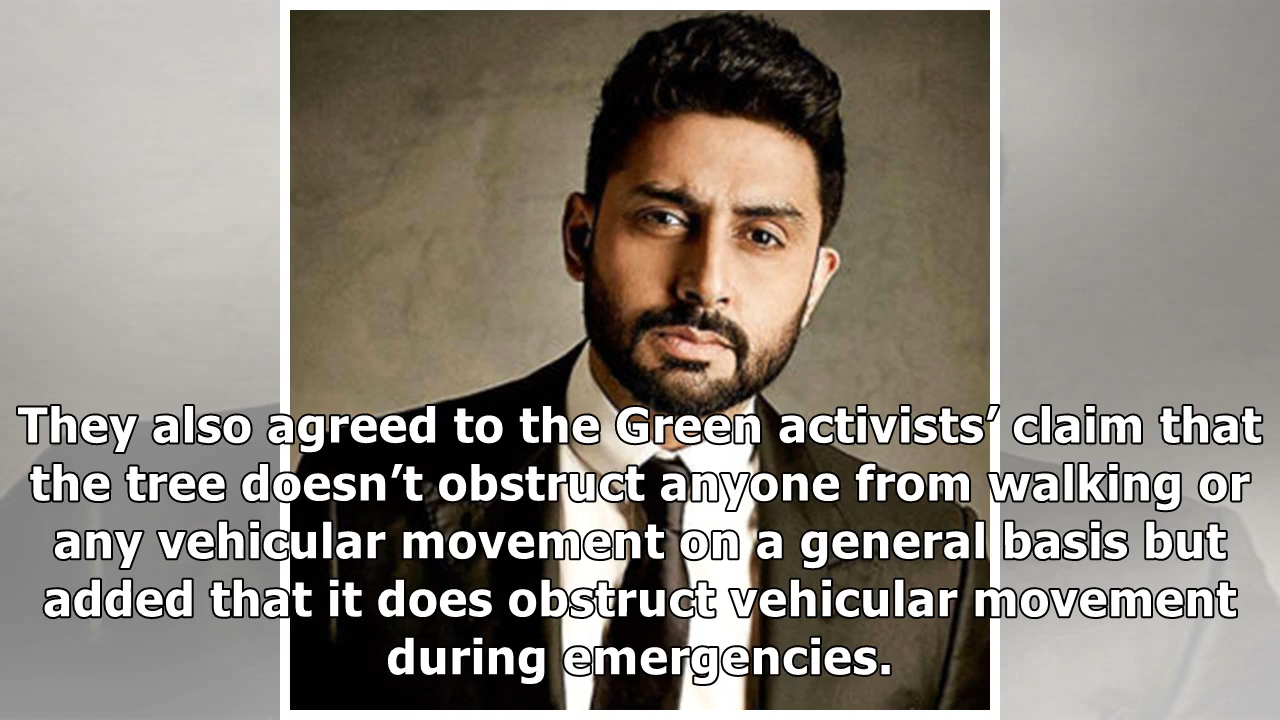 They also agreed to the Green activists’ claim that
the tree doesn’t obstruct anyone from walking or
any vehicular movement on a general basis but
added that it does obstruct vehicular movement
during emergencies.